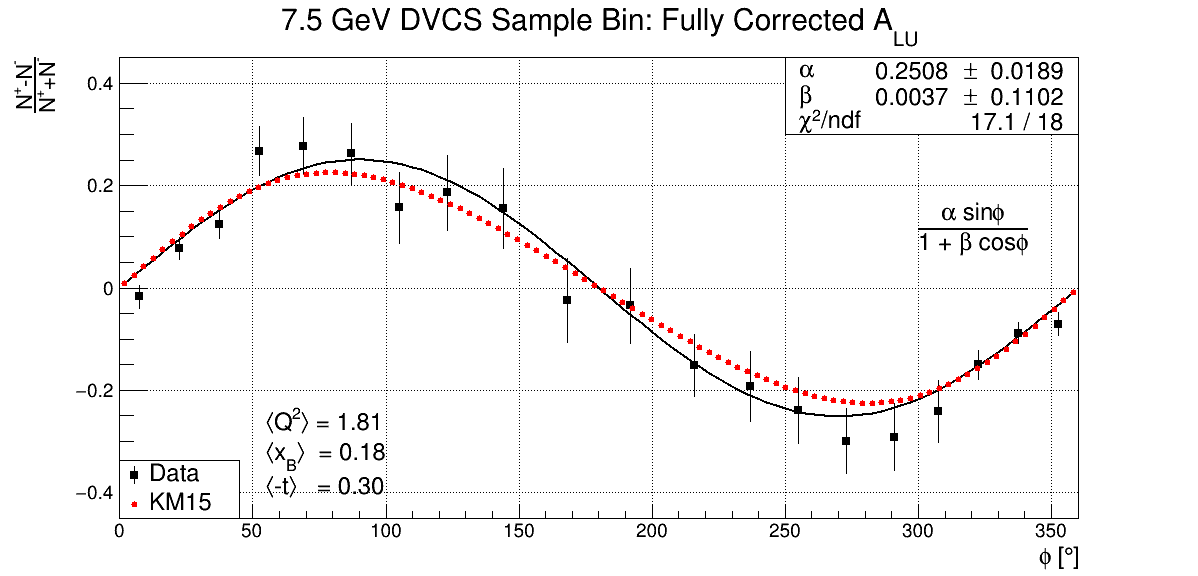 7.5 GeV DVCS Sample Bin: Fully Corrected A_LU
N⁺-N⁻
N⁺+N⁻
α 0.2508 ± 0.0189
β 0.0037 ± 0.1102
χ²/ndf 17.1 / 18
α sinϕ
1 + β cosϕ
0.4
0.2
0
−0.2
−0.4
⟨Q²⟩ = 1.81
⟨x_B⟩ = 0.18
⟨-t⟩ = 0.30
Data
KM15
0 50 100 150 200 250 300 350
ϕ [°]